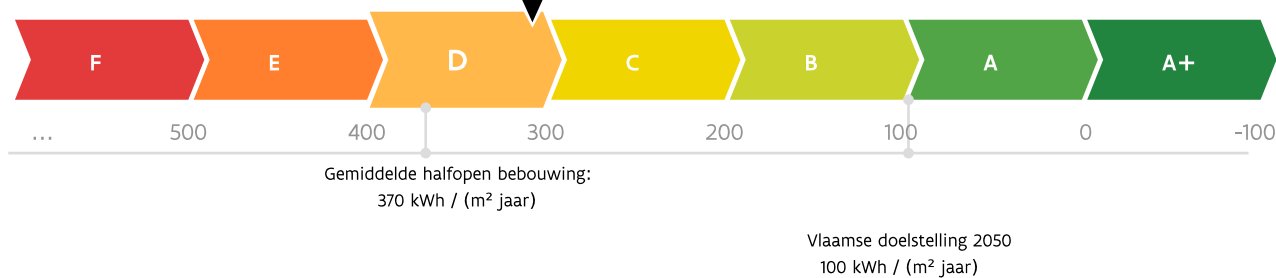 F E D C B A A+
... 500 400 300 200 100 0 -100
Gemiddelde halfopen bebouwing:
370 kWh / (m² jaar)
Vlaamse doelstelling 2050
100 kWh / (m² jaar)